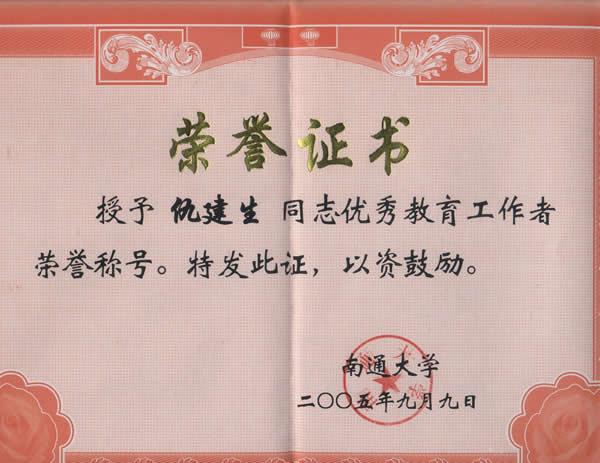 荣誉证书
授予 仇建生 同志优秀教育工作者
荣誉称号。特发此证，以资鼓励。
南通大学
二〇〇五年九月九日